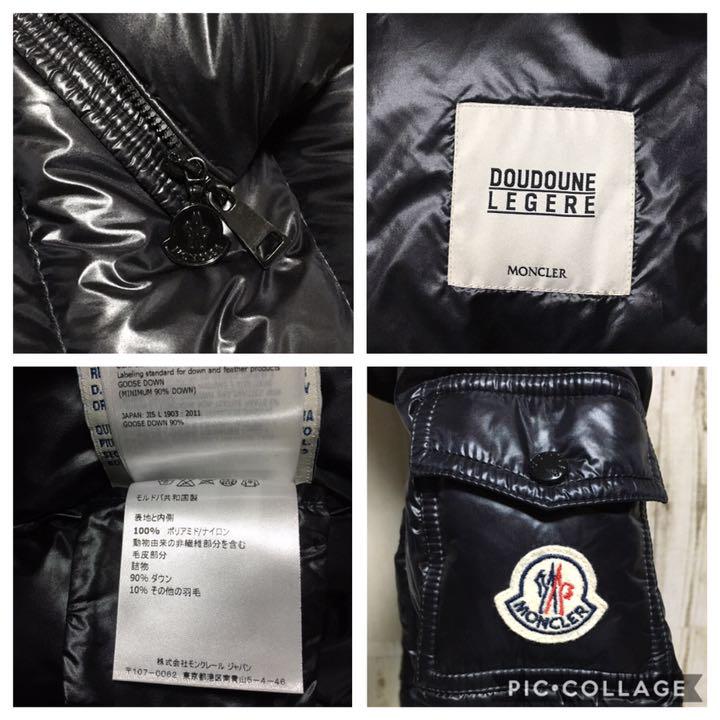 MONCLER
DOUDOUNE
LEGERE
MONCLER
Labeling standard for down and feather products
GOOSE DOWN
(MINIMUM 90% DOWN)
JAPAN: JIS L 1903 : 2011
GOOSE DOWN 90%
モルドバ共和国製
表地と内側
100% ポリアミド/ナイロン
動物由来の非繊維部分を含む
毛皮部分
詰物
90% ダウン
10% その他の羽毛
株式会社モンクレール ジャパン
〒107-0062 東京都港区南青山5-4-46
MONCLER
PIC•COLLAGE